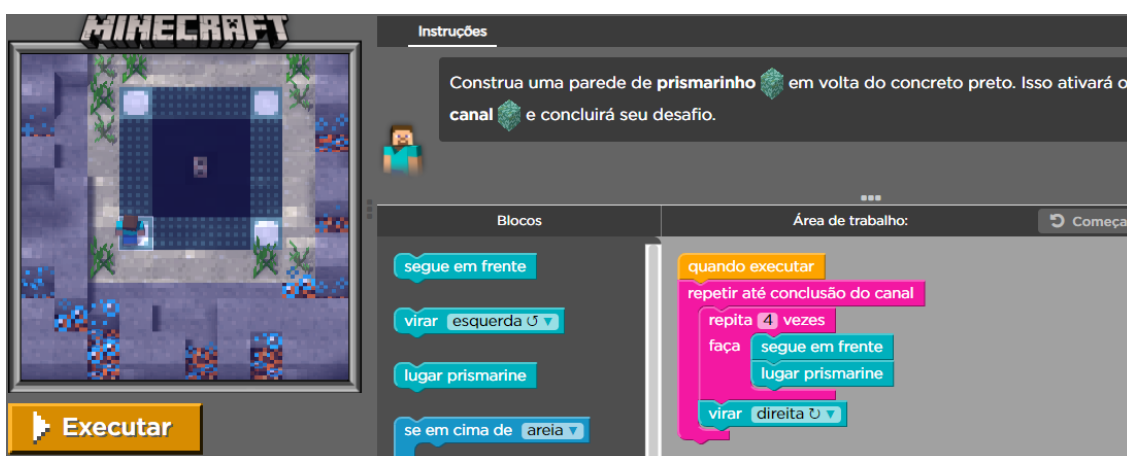 MINECRAFT
Instruções
Construa uma parede de prismarinho em volta do concreto preto. Isso ativará o
canal e concluirá seu desafio.
Blocos
Área de trabalho:
Começa
segue em frente
virar esquerda ↺ ▼
lugar prismarine
se em cima de areia ▼
quando executar
repetir até conclusão do canal
repita 4 vezes
faça segue em frente
lugar prismarine
virar direita ↻ ▼
Executar